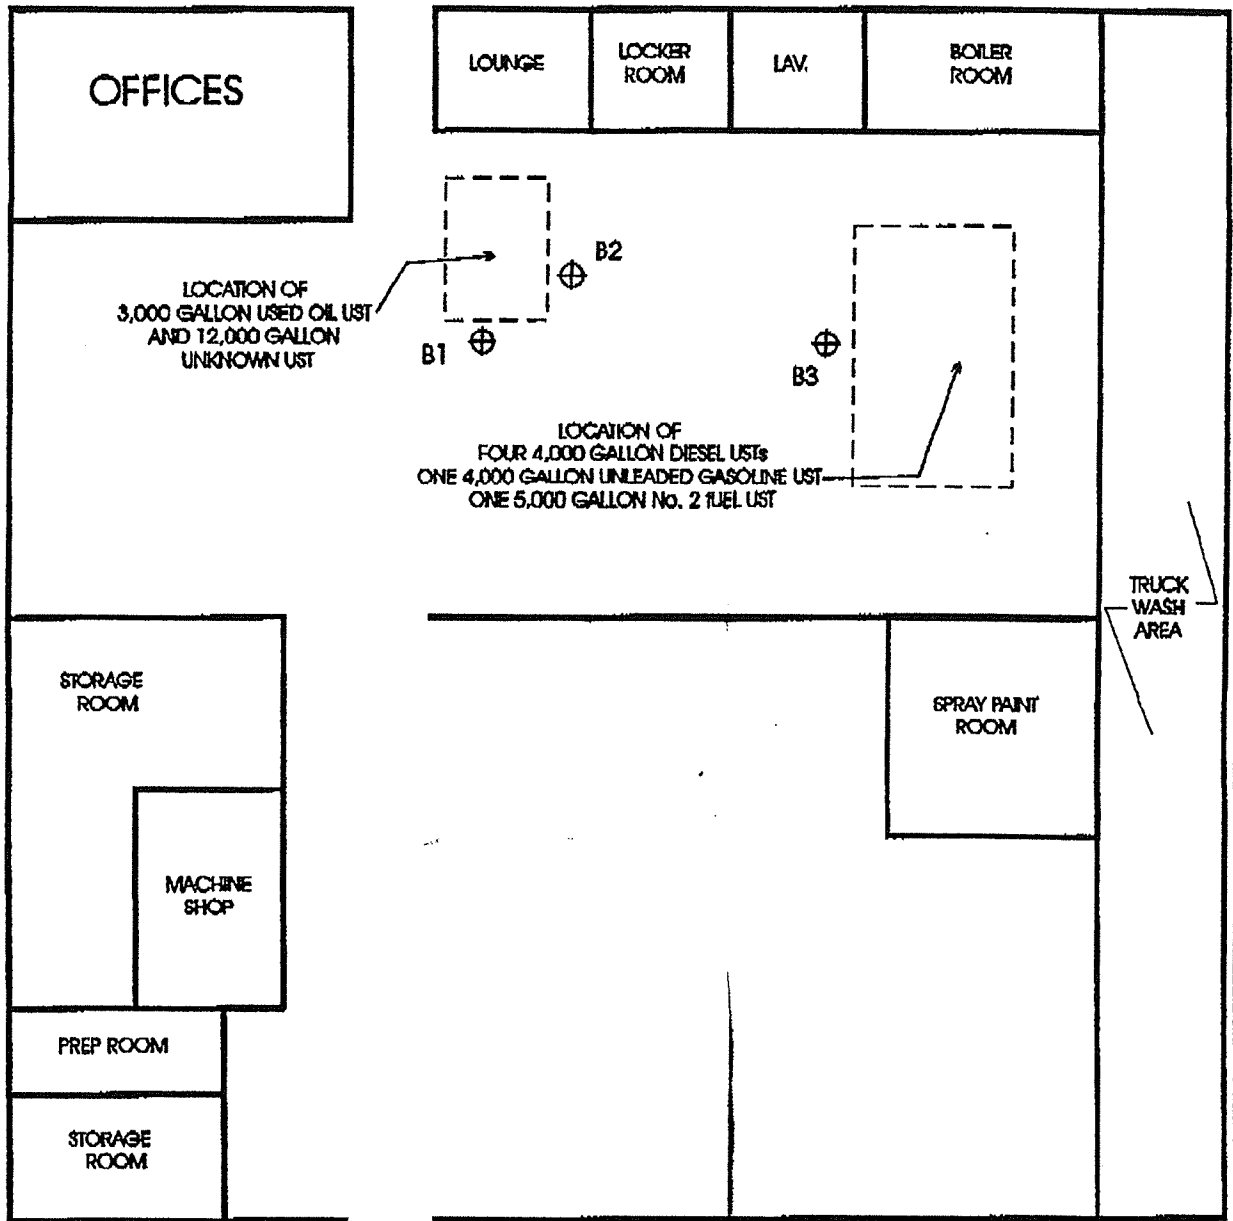 OFFICES
LOUNGE
LOCKER
ROOM
LAV.
BOILER
ROOM
B2
LOCATION OF
3,000 GALLON USED OIL UST
AND 12,000 GALLON
UNKNOWN UST
B1
B3
LOCATION OF
FOUR 4,000 GALLON DIESEL USTs
ONE 4,000 GALLON UNLEADED GASOLINE UST
ONE 5,000 GALLON No. 2 FUEL UST
TRUCK
WASH
AREA
STORAGE
ROOM
SPRAY PAINT
ROOM
MACHINE
SHOP
PREP ROOM
STORAGE
ROOM